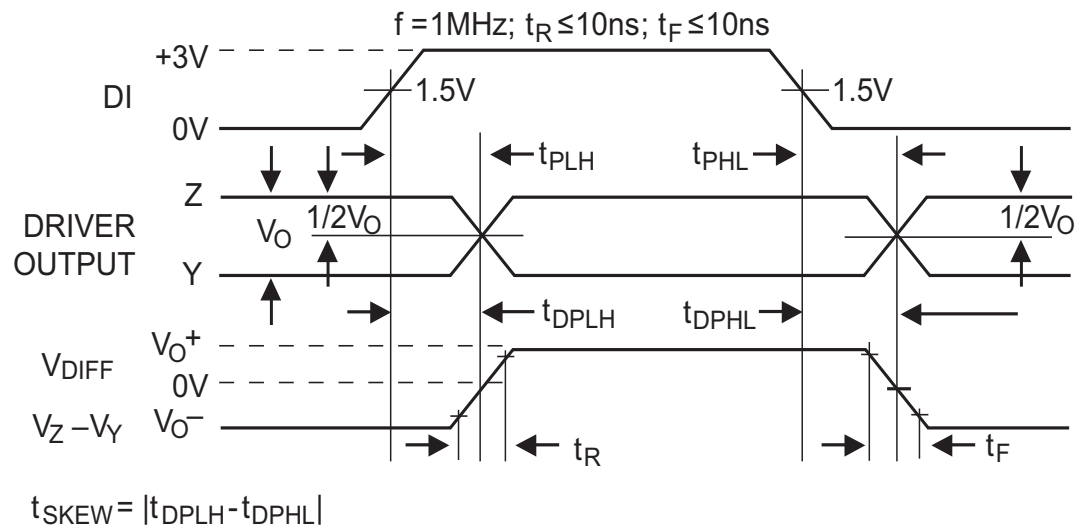 f = 1MHz; tR ≤ 10ns; tF ≤ 10ns
+3V
DI
1.5V
1.5V
0V
tPLH
tPHL
Z
DRIVER
OUTPUT
VO
1/2VO
1/2VO
Y
tDPLH
tDPHL
VO+
VDIFF
0V
VZ – VY
VO–
tR
tF
tSKEW = |tDPLH - tDPHL|